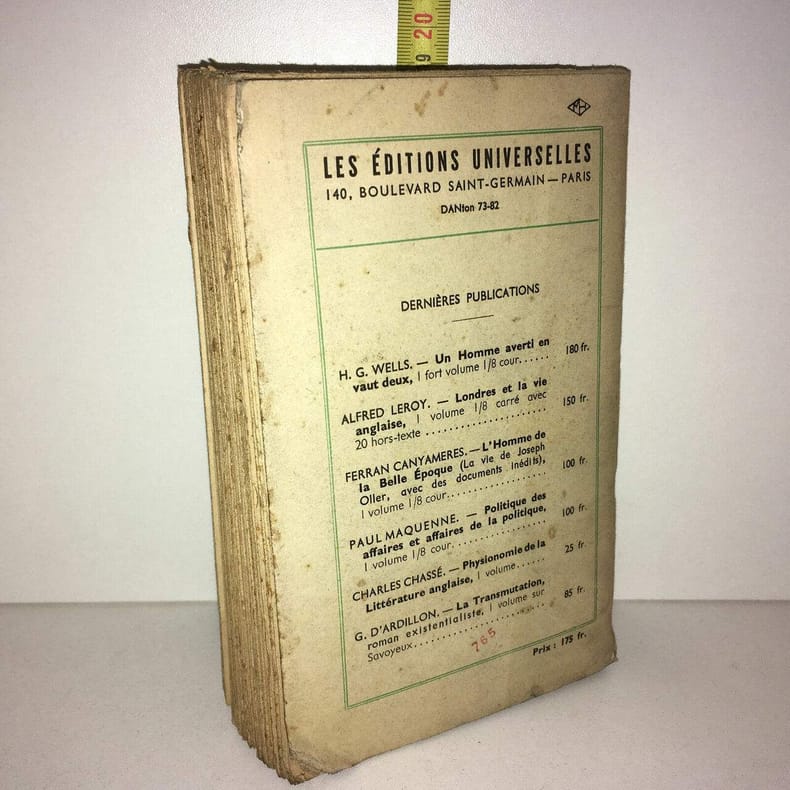 9 20
MH
LES ÉDITIONS UNIVERSELLES
140, BOULEVARD SAINT-GERMAIN — PARIS
DANton 73-82
DERNIÈRES PUBLICATIONS
H. G. WELLS. — Un Homme averti en
vaut deux, 1 fort volume 1/8 cour...... 180 fr.
ALFRED LEROY. — Londres et la vie
anglaise, 1 volume 1/8 carré avec
20 hors-texte .................. 150 fr.
FERRAN CANYAMERES. — L'Homme de
la Belle Époque (La vie de Joseph
Oller, avec des documents inédits),
1 volume 1/8 cour............... 100 fr.
PAUL MAQUENNE. — Politique des
affaires et affaires de la politique,
1 volume 1/8 cour............... 100 fr.
CHARLES CHASSÉ. — Physionomie de la
Littérature anglaise, 1 volume...... 25 fr.
G. D'ARDILLON. — La Transmutation,
roman existentialiste, 1 volume sur
Savoyeux.................... 85 fr.
785
Prix : 175 fr.